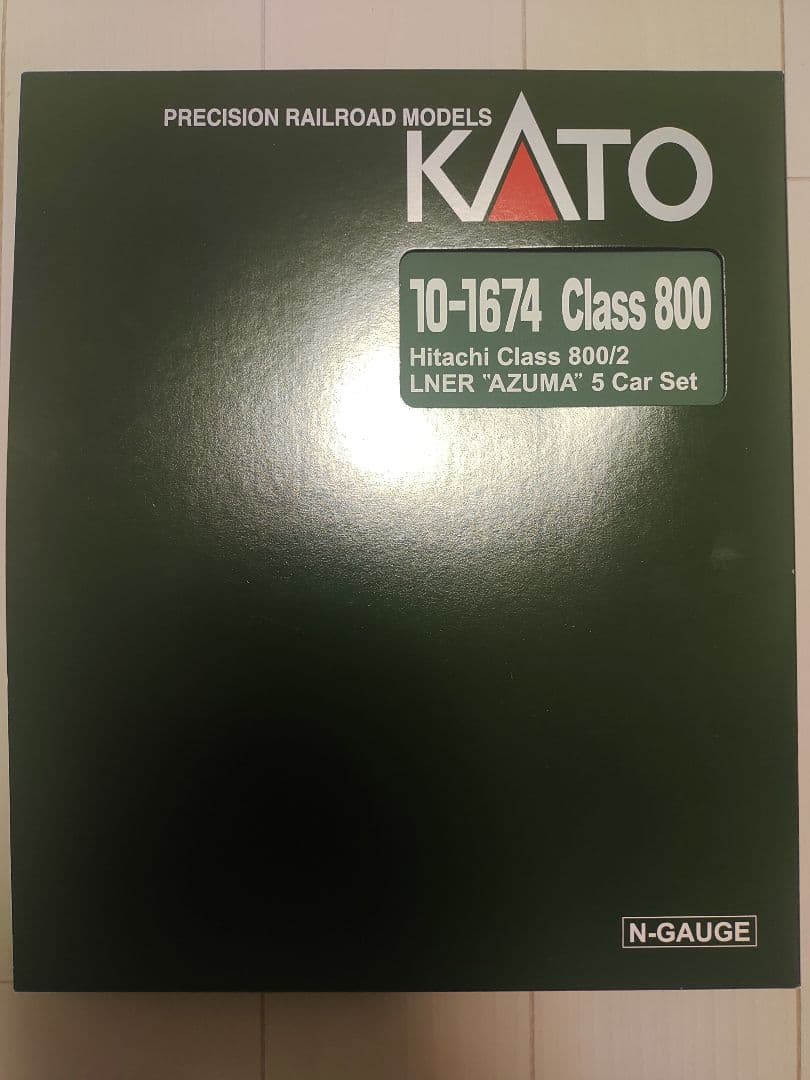 PRECISION RAILROAD MODELS
KATO
10-1674 Class 800
Hitachi Class 800/2
LNER "AZUMA" 5 Car Set
N-GAUGE